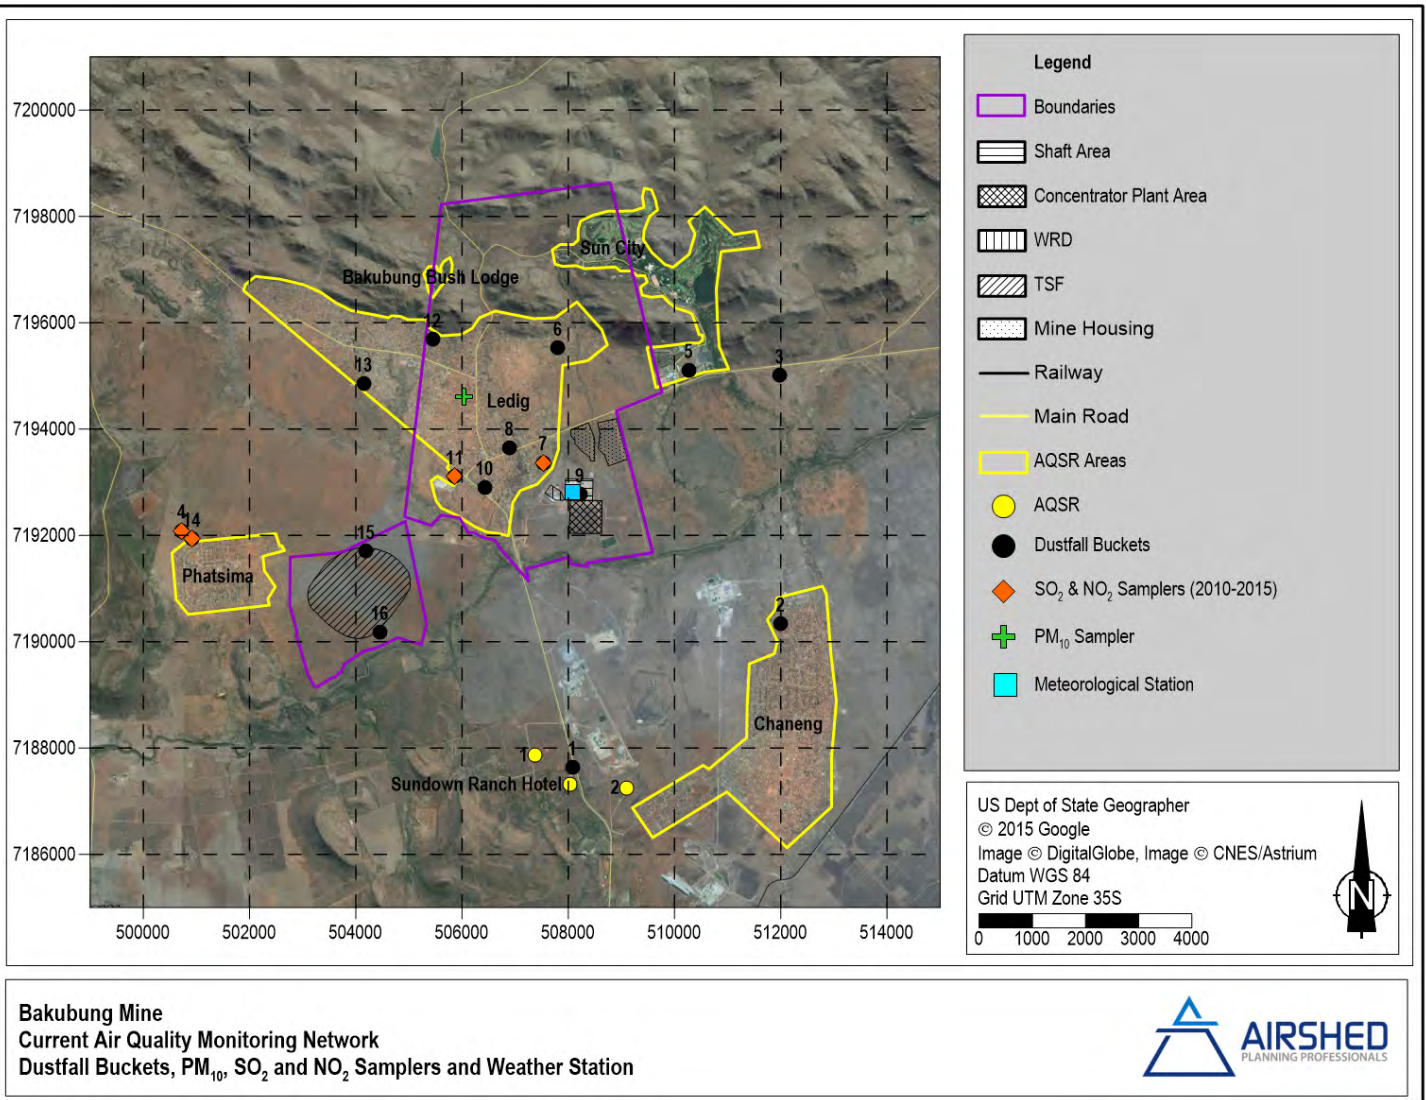 Legend
Boundaries
Shaft Area
Concentrator Plant Area
WRD
TSF
Mine Housing
Railway
Main Road
AQSR Areas
AQSR
Dustfall Buckets
SO2 & NO2 Samplers (2010-2015)
PM10 Sampler
Meteorological Station
7200000
7198000
7196000
7194000
7192000
7190000
7188000
7186000
500000 502000 504000 506000 508000 510000 512000 514000
Sun City
Bakubung Bush Lodge
12
6
5
3
13
Ledig
8
7
11
10
9
4
14
15
Phatsima
16
2
Chaneng
1
1
Sundown Ranch Hotel
2
US Dept of State Geographer
© 2015 Google
Image © DigitalGlobe, Image © CNES/Astrium
Datum WGS 84
Grid UTM Zone 35S
0 1000 2000 3000 4000
N
Bakubung Mine
Current Air Quality Monitoring Network
Dustfall Buckets, PM10, SO2 and NO2 Samplers and Weather Station
AIRSHED
PLANNING PROFESSIONALS